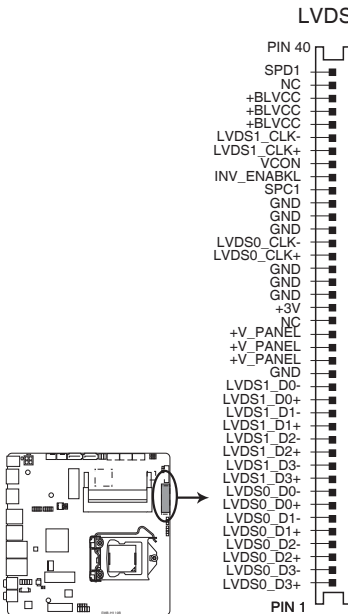 LVDS
PIN 40
SPD1
NC
+BLVCC
+BLVCC
+BLVCC
LVDS1_CLK-
LVDS1_CLK+
VCON
INV_ENABKL
SPC1
GND
GND
GND
LVDS0_CLK-
LVDS0_CLK+
GND
GND
GND
+3V
NC
+V_PANEL
+V_PANEL
+V_PANEL
GND
LVDS1_D0-
LVDS1_D0+
LVDS1_D1-
LVDS1_D1+
LVDS1_D2-
LVDS1_D2+
LVDS1_D3-
LVDS1_D3+
LVDS0_D0-
LVDS0_D0+
LVDS0_D1-
LVDS0_D1+
LVDS0_D2-
LVDS0_D2+
LVDS0_D3-
LVDS0_D3+
PIN 1